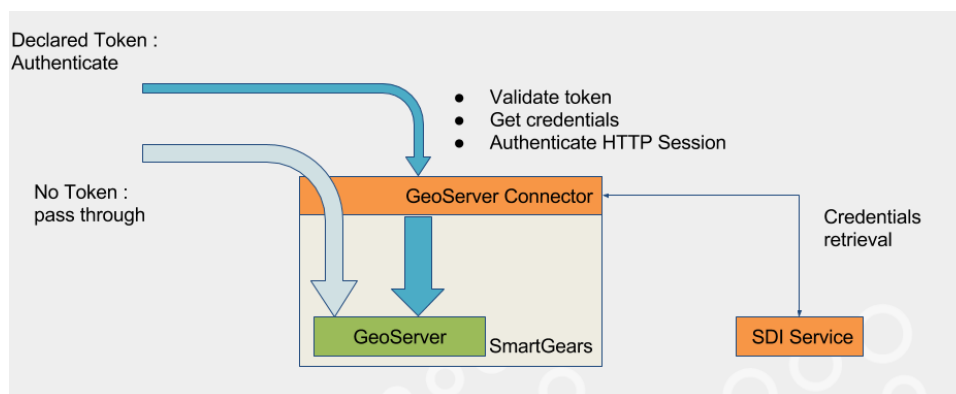 Declared Token :
Authenticate
● Validate token
● Get credentials
● Authenticate HTTP Session
No Token :
pass through
GeoServer Connector
Credentials
retrieval
GeoServer
SmartGears
SDI Service